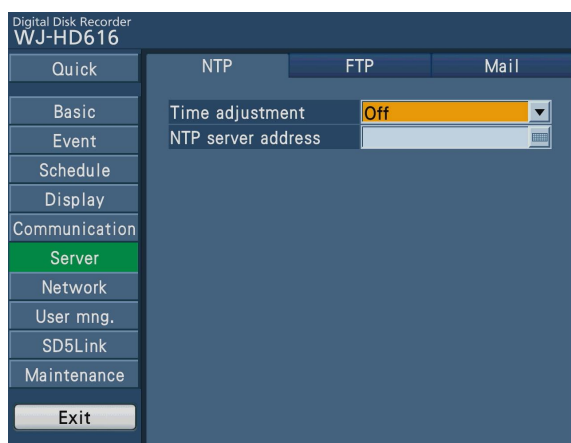 Digital Disk Recorder
WJ-HD616
Quick
Basic
Event
Schedule
Display
Communication
Server
Network
User mng.
SD5Link
Maintenance
Exit
NTP FTP Mail
Time adjustment Off
NTP server address